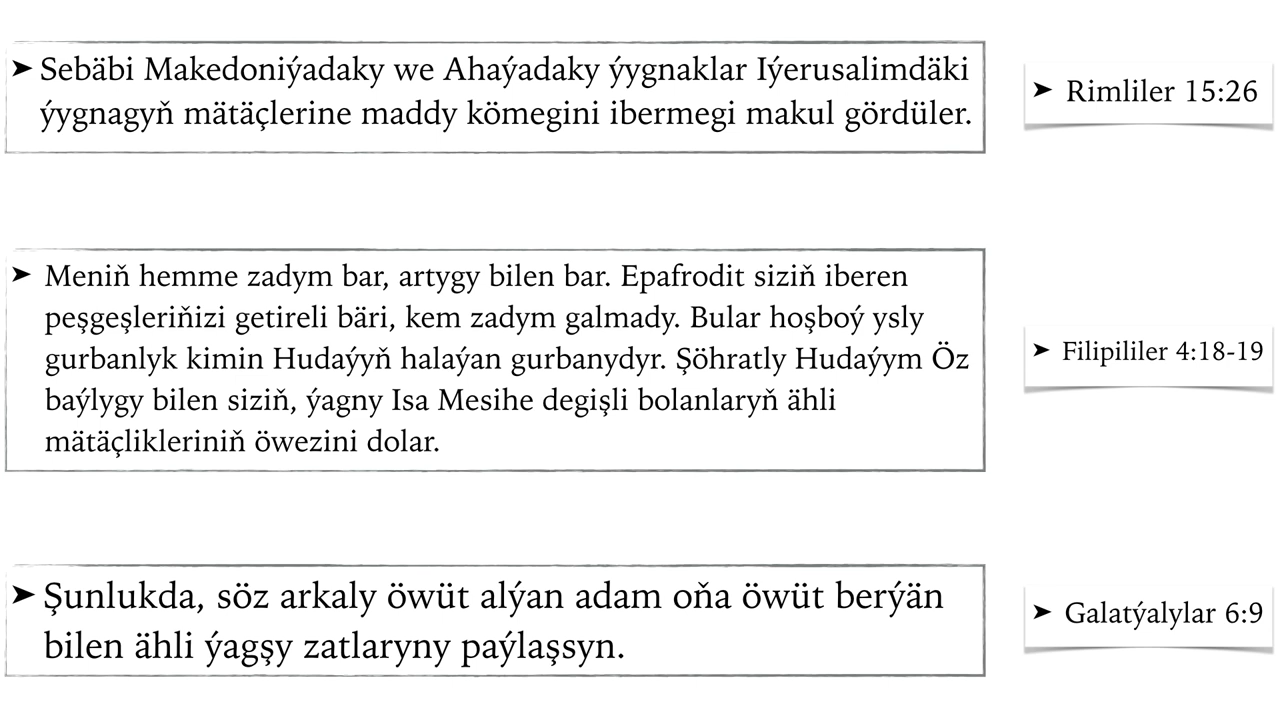 ➤ Sebäbi Makedoniýadaky we Ahaýadaky ýygnaklar Iýerusalimdäki
ýygnagyň mätäçlerine maddy kömegini ibermegi makul gördüler.
➤ Rimliler 15:26
➤ Meniň hemme zadym bar, artygy bilen bar. Epafrodit siziň iberen
peşgeşleriňizi getireli bäri, kem zadym galmady. Bular hoşboý ysly
gurbanlyk kimin Hudaýyň halaýan gurbanydyr. Şöhratly Hudaýym Öz
baýlygy bilen siziň, ýagny Isa Mesihe degişli bolanlaryň ähli
mätäçlikleriniň öwezini dolar.
➤ Filipililer 4:18-19
➤ Şunlukda, söz arkaly öwüt alýan adam oňa öwüt berýän
bilen ähli ýagşy zatlaryny paýlaşsyn.
➤ Galatýalylar 6:9